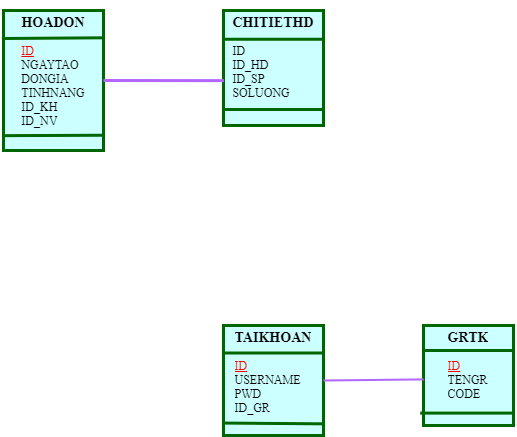 HOADON
ID
NGAYTAO
DONGIA
TINHNANG
ID_KH
ID_NV
CHITIETHD
ID
ID_HD
ID_SP
SOLUONG
TAIKHOAN
ID
USERNAME
PWD
ID_GR
GRTK
ID
TENGR
CODE